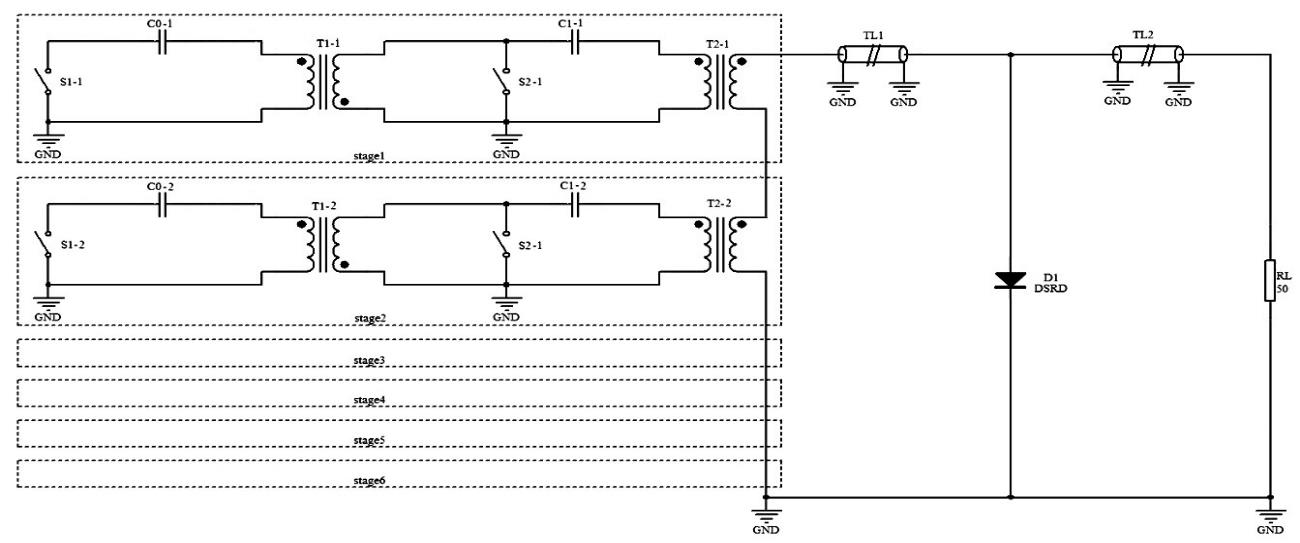 C0-1
T1-1
C1-1
T2-1
S1-1
S2-1
GND
GND
stage1
TL1
TL2
GND
GND
GND
GND
C0-2
T1-2
C1-2
T2-2
S1-2
S2-1
GND
GND
stage2
stage3
stage4
stage5
stage6
D1
DSRD
RL
50
GND
GND